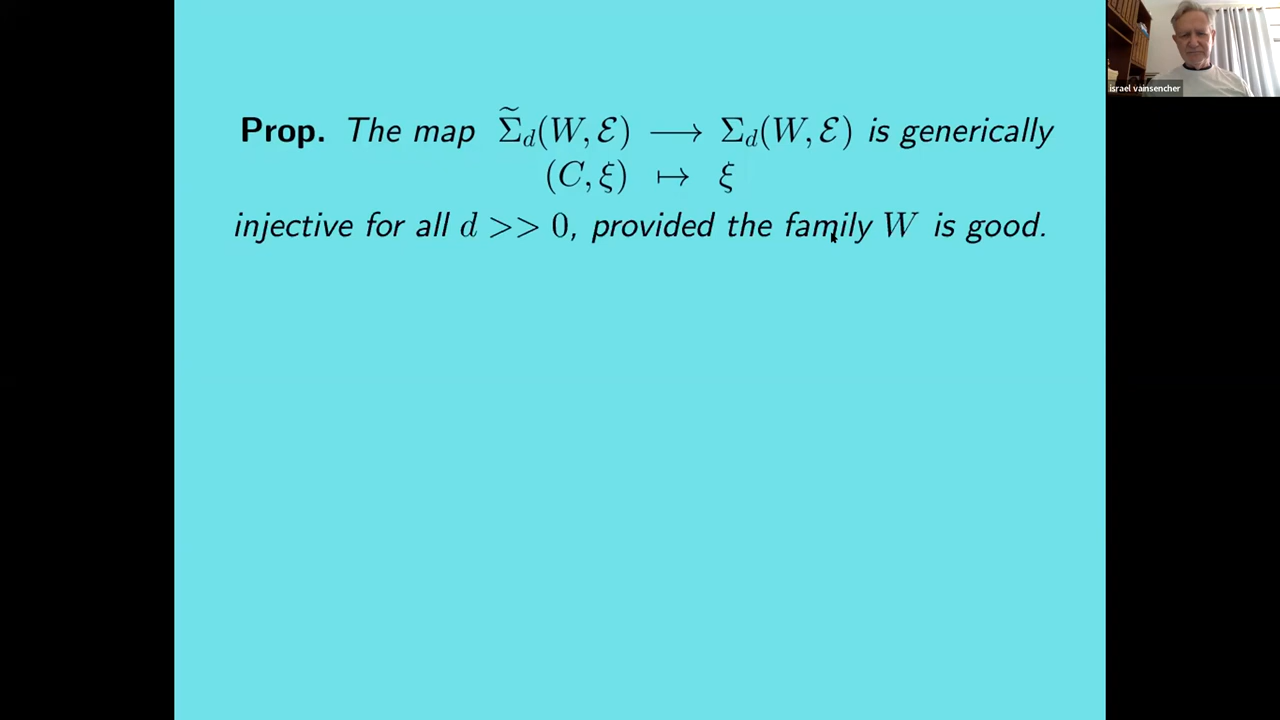 israel vainsencher
Prop. The map Σ̃_d(W, ℰ) ⟶ Σ_d(W, ℰ) is generically
(C, ξ) ↦ ξ
injective for all d >> 0, provided the family W is good.